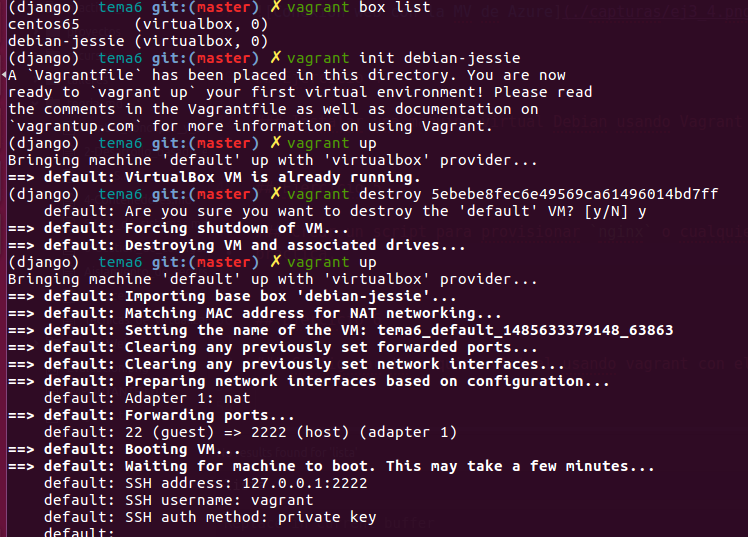 (django) tema6 git:(master) ✗ vagrant box list
centos65 (virtualbox, 0)
debian-jessie (virtualbox, 0)
(django) tema6 git:(master) ✗ vagrant init debian-jessie
A `Vagrantfile` has been placed in this directory. You are now
ready to `vagrant up` your first virtual environment! Please read
the comments in the Vagrantfile as well as documentation on
`vagrantup.com` for more information on using Vagrant.
(django) tema6 git:(master) ✗ vagrant up
Bringing machine 'default' up with 'virtualbox' provider...
==> default: VirtualBox VM is already running.
(django) tema6 git:(master) ✗ vagrant destroy 5ebebe8fec6e49569ca61496014bd7ff
default: Are you sure you want to destroy the 'default' VM? [y/N] y
==> default: Forcing shutdown of VM...
==> default: Destroying VM and associated drives...
(django) tema6 git:(master) ✗ vagrant up
Bringing machine 'default' up with 'virtualbox' provider...
==> default: Importing base box 'debian-jessie'...
==> default: Matching MAC address for NAT networking...
==> default: Setting the name of the VM: tema6_default_1485633379148_63863
==> default: Clearing any previously set forwarded ports...
==> default: Clearing any previously set network interfaces...
==> default: Preparing network interfaces based on configuration...
default: Adapter 1: nat
==> default: Forwarding ports...
default: 22 (guest) => 2222 (host) (adapter 1)
==> default: Booting VM...
==> default: Waiting for machine to boot. This may take a few minutes...
default: SSH address: 127.0.0.1:2222
default: SSH username: vagrant
default: SSH auth method: private key
default: